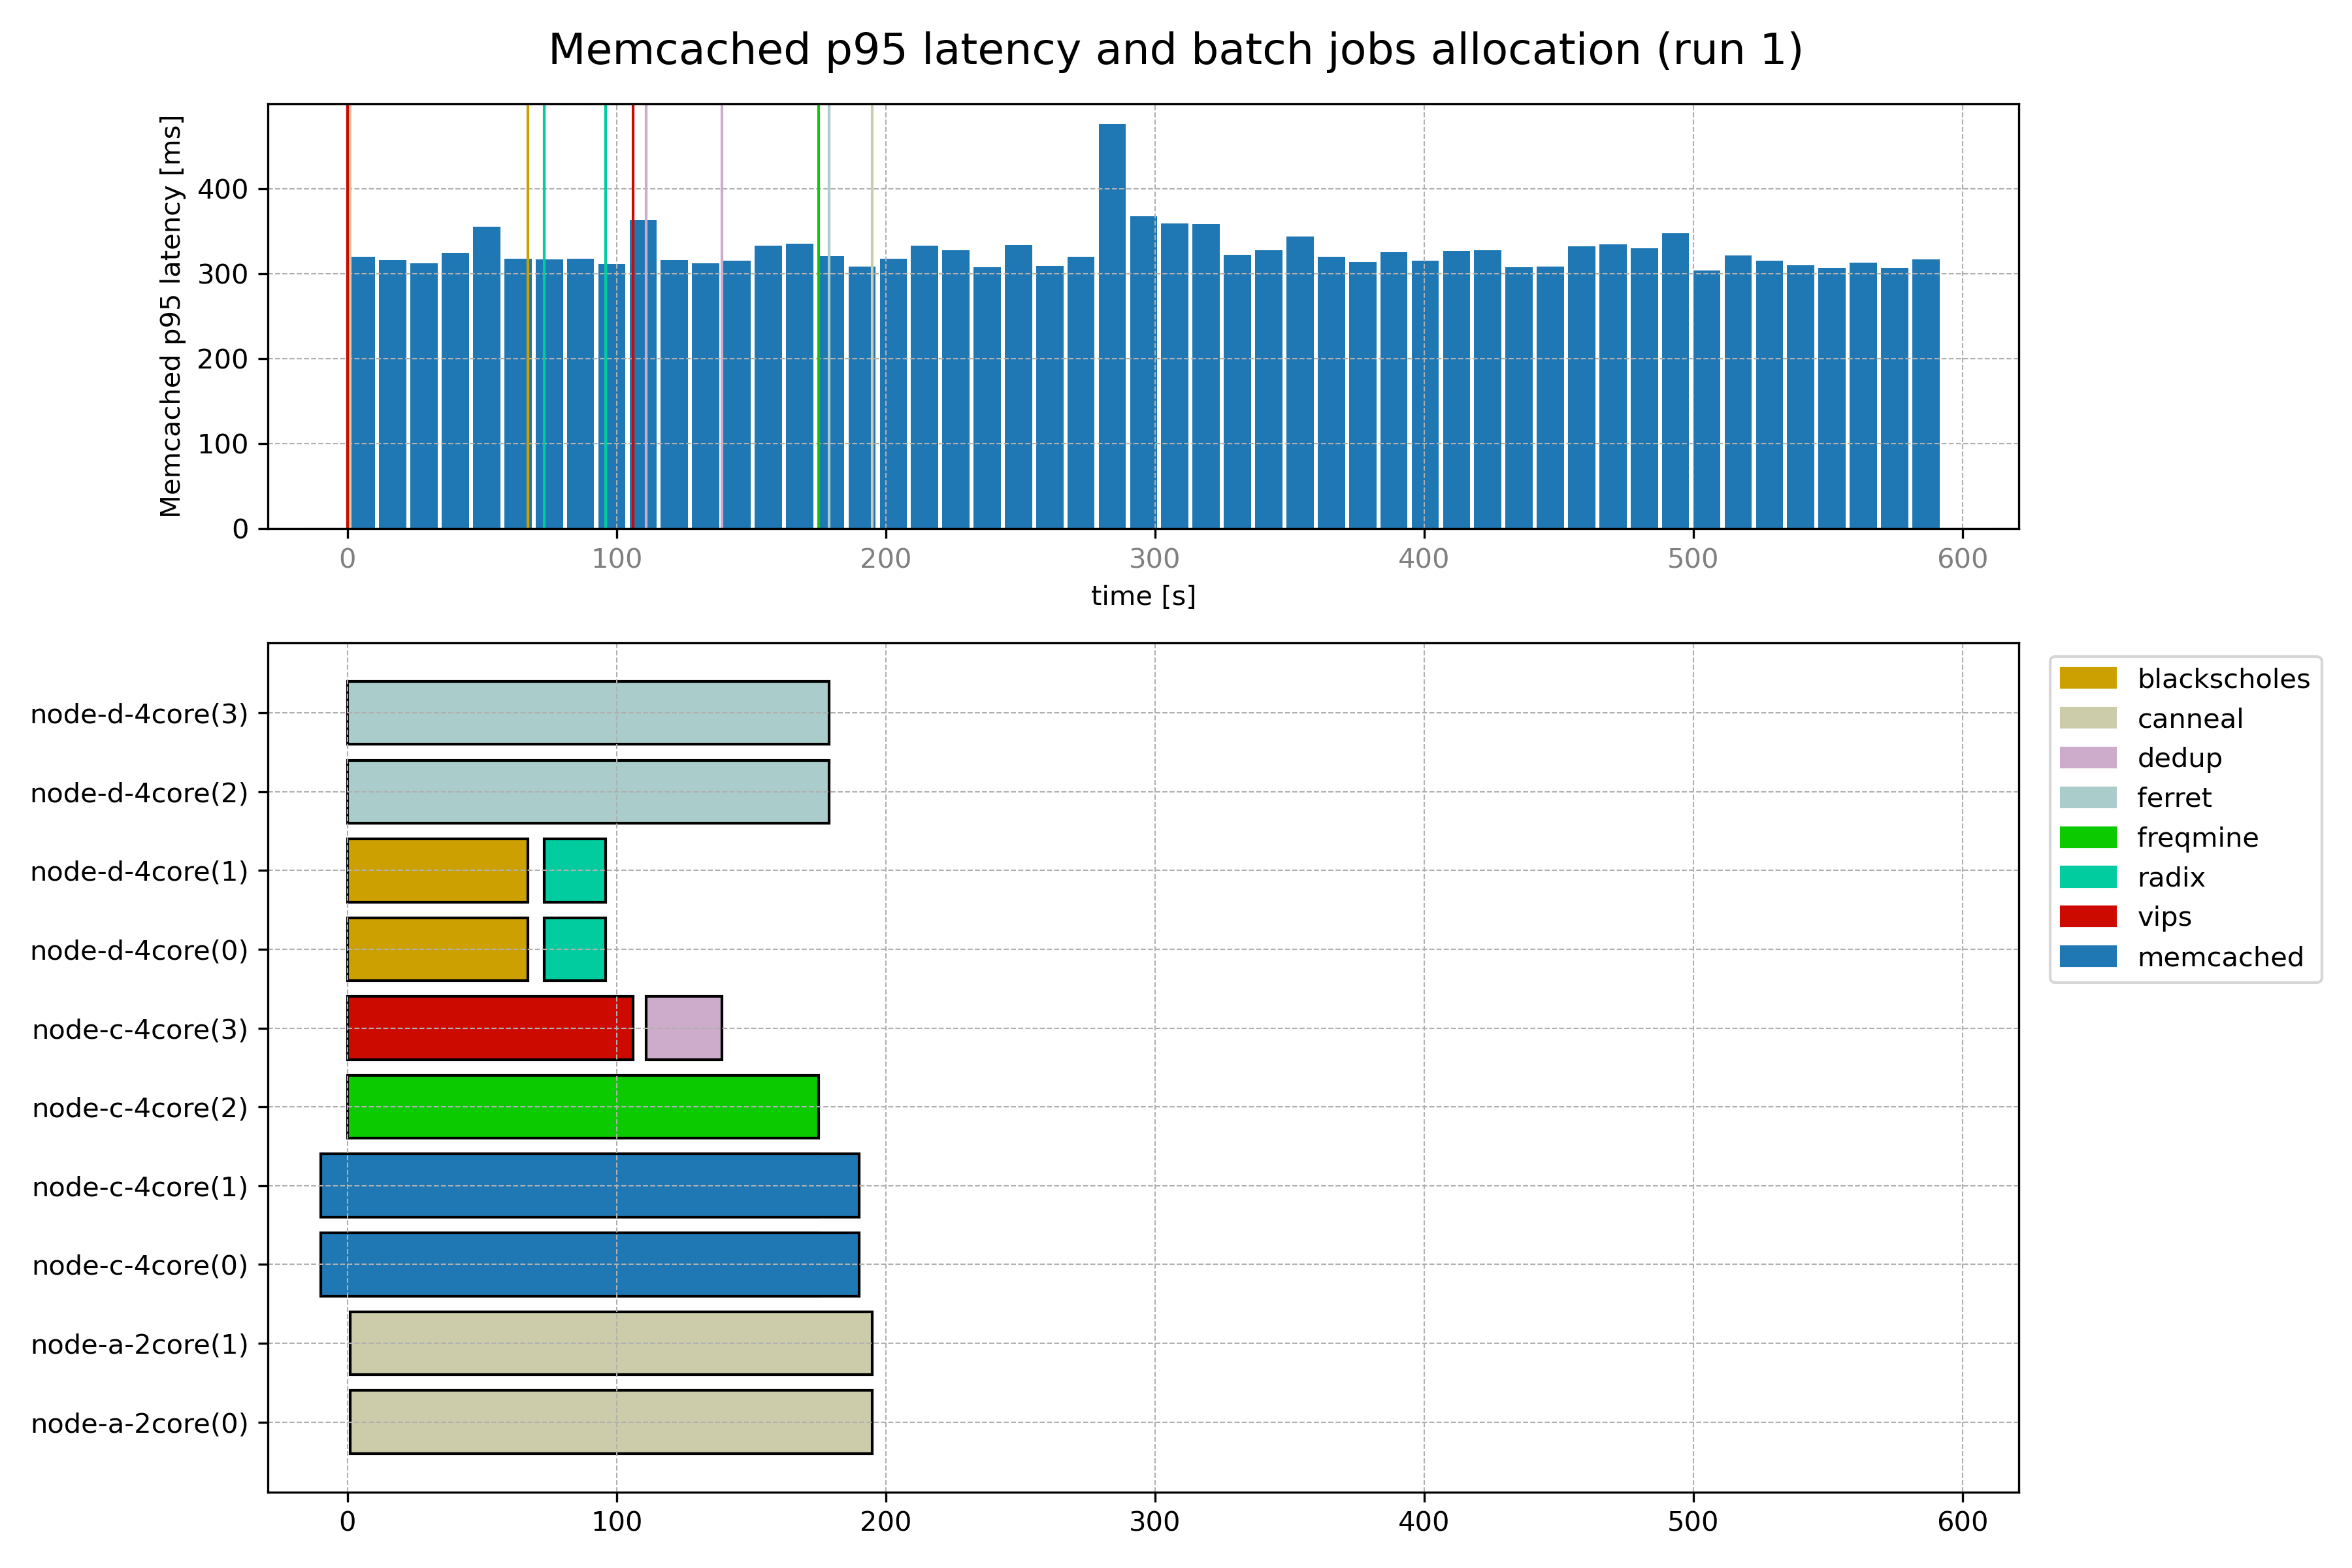 Memcached p95 latency and batch jobs allocation (run 1)
Memcached p95 latency [ms]
400
300
200
100
0
0 100 200 300 400 500 600
time [s]
node-d-4core(3)
node-d-4core(2)
node-d-4core(1)
node-d-4core(0)
node-c-4core(3)
node-c-4core(2)
node-c-4core(1)
node-c-4core(0)
node-a-2core(1)
node-a-2core(0)
0 100 200 300 400 500 600
blackscholes
canneal
dedup
ferret
freqmine
radix
vips
memcached